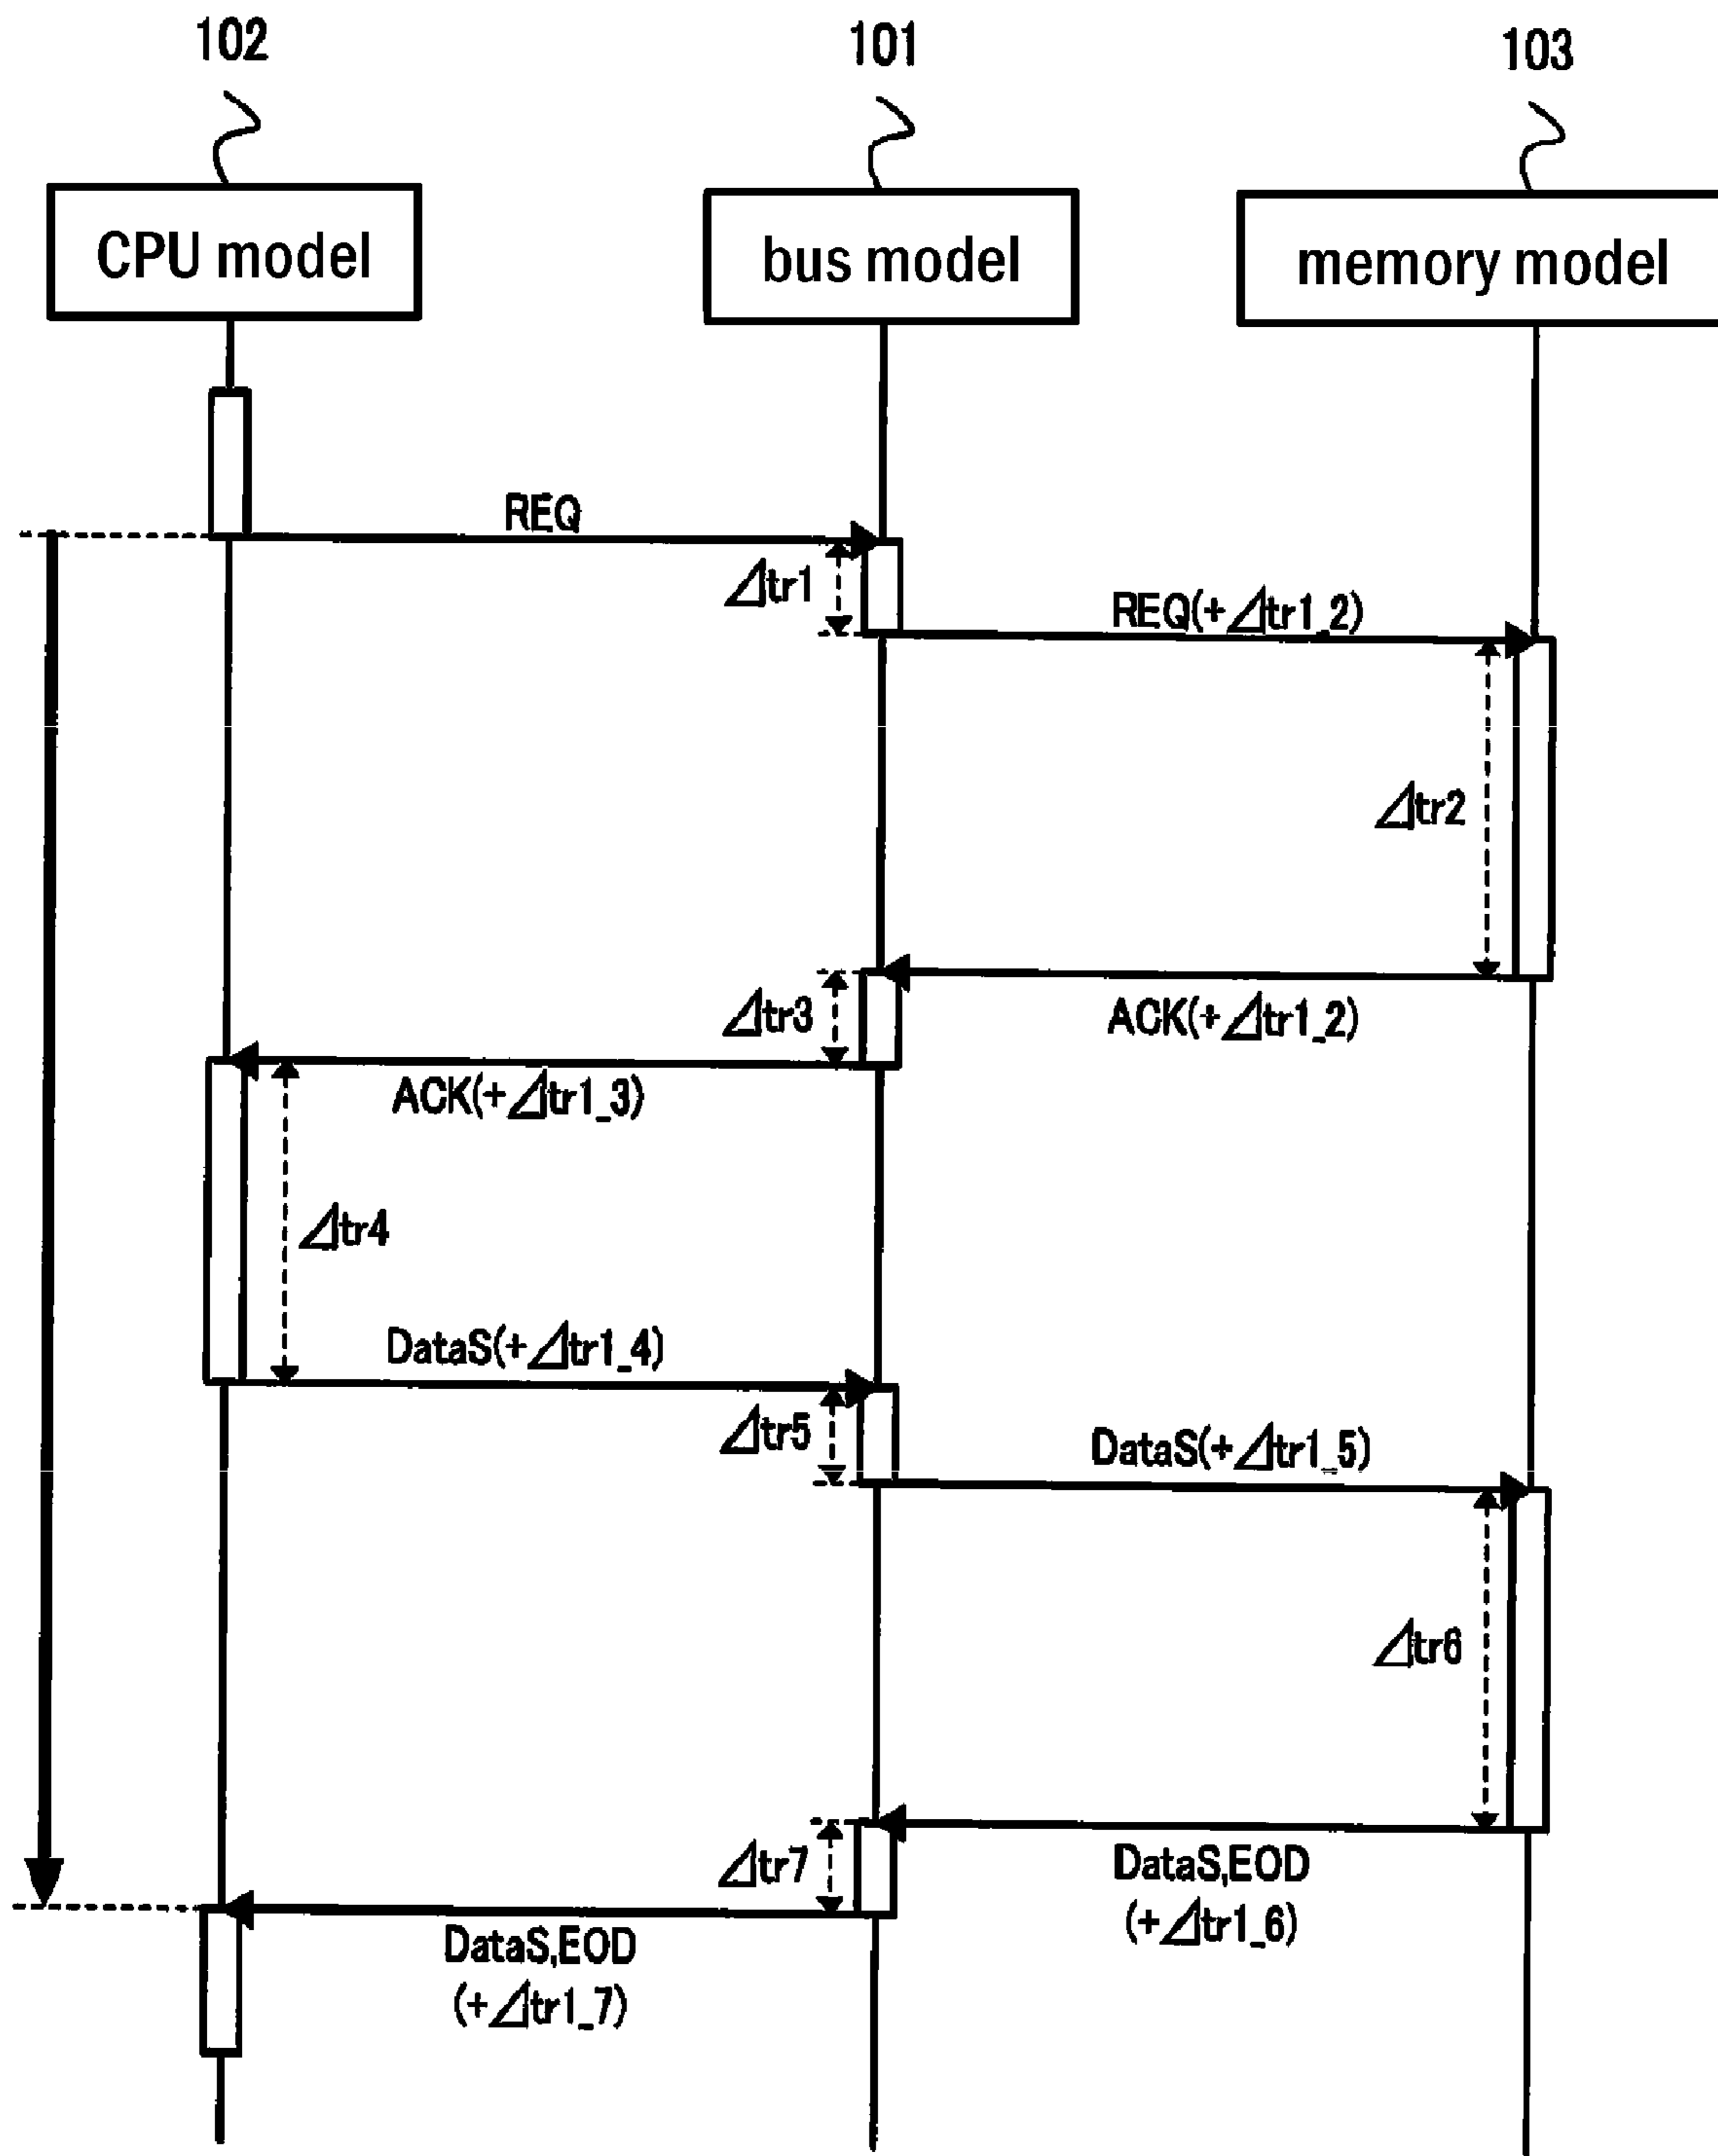 102
101
103
CPU model
bus model
memory model
REQ
⊿tr1
REQ(+⊿tr1_2)
⊿tr2
⊿tr3
ACK(+⊿tr1_2)
ACK(+⊿tr1_3)
⊿tr4
DataS(+⊿tr1_4)
⊿tr5
DataS(+⊿tr1_5)
⊿tr6
⊿tr7
DataS,EOD
(+⊿tr1_6)
DataS,EOD
(+⊿tr1_7)